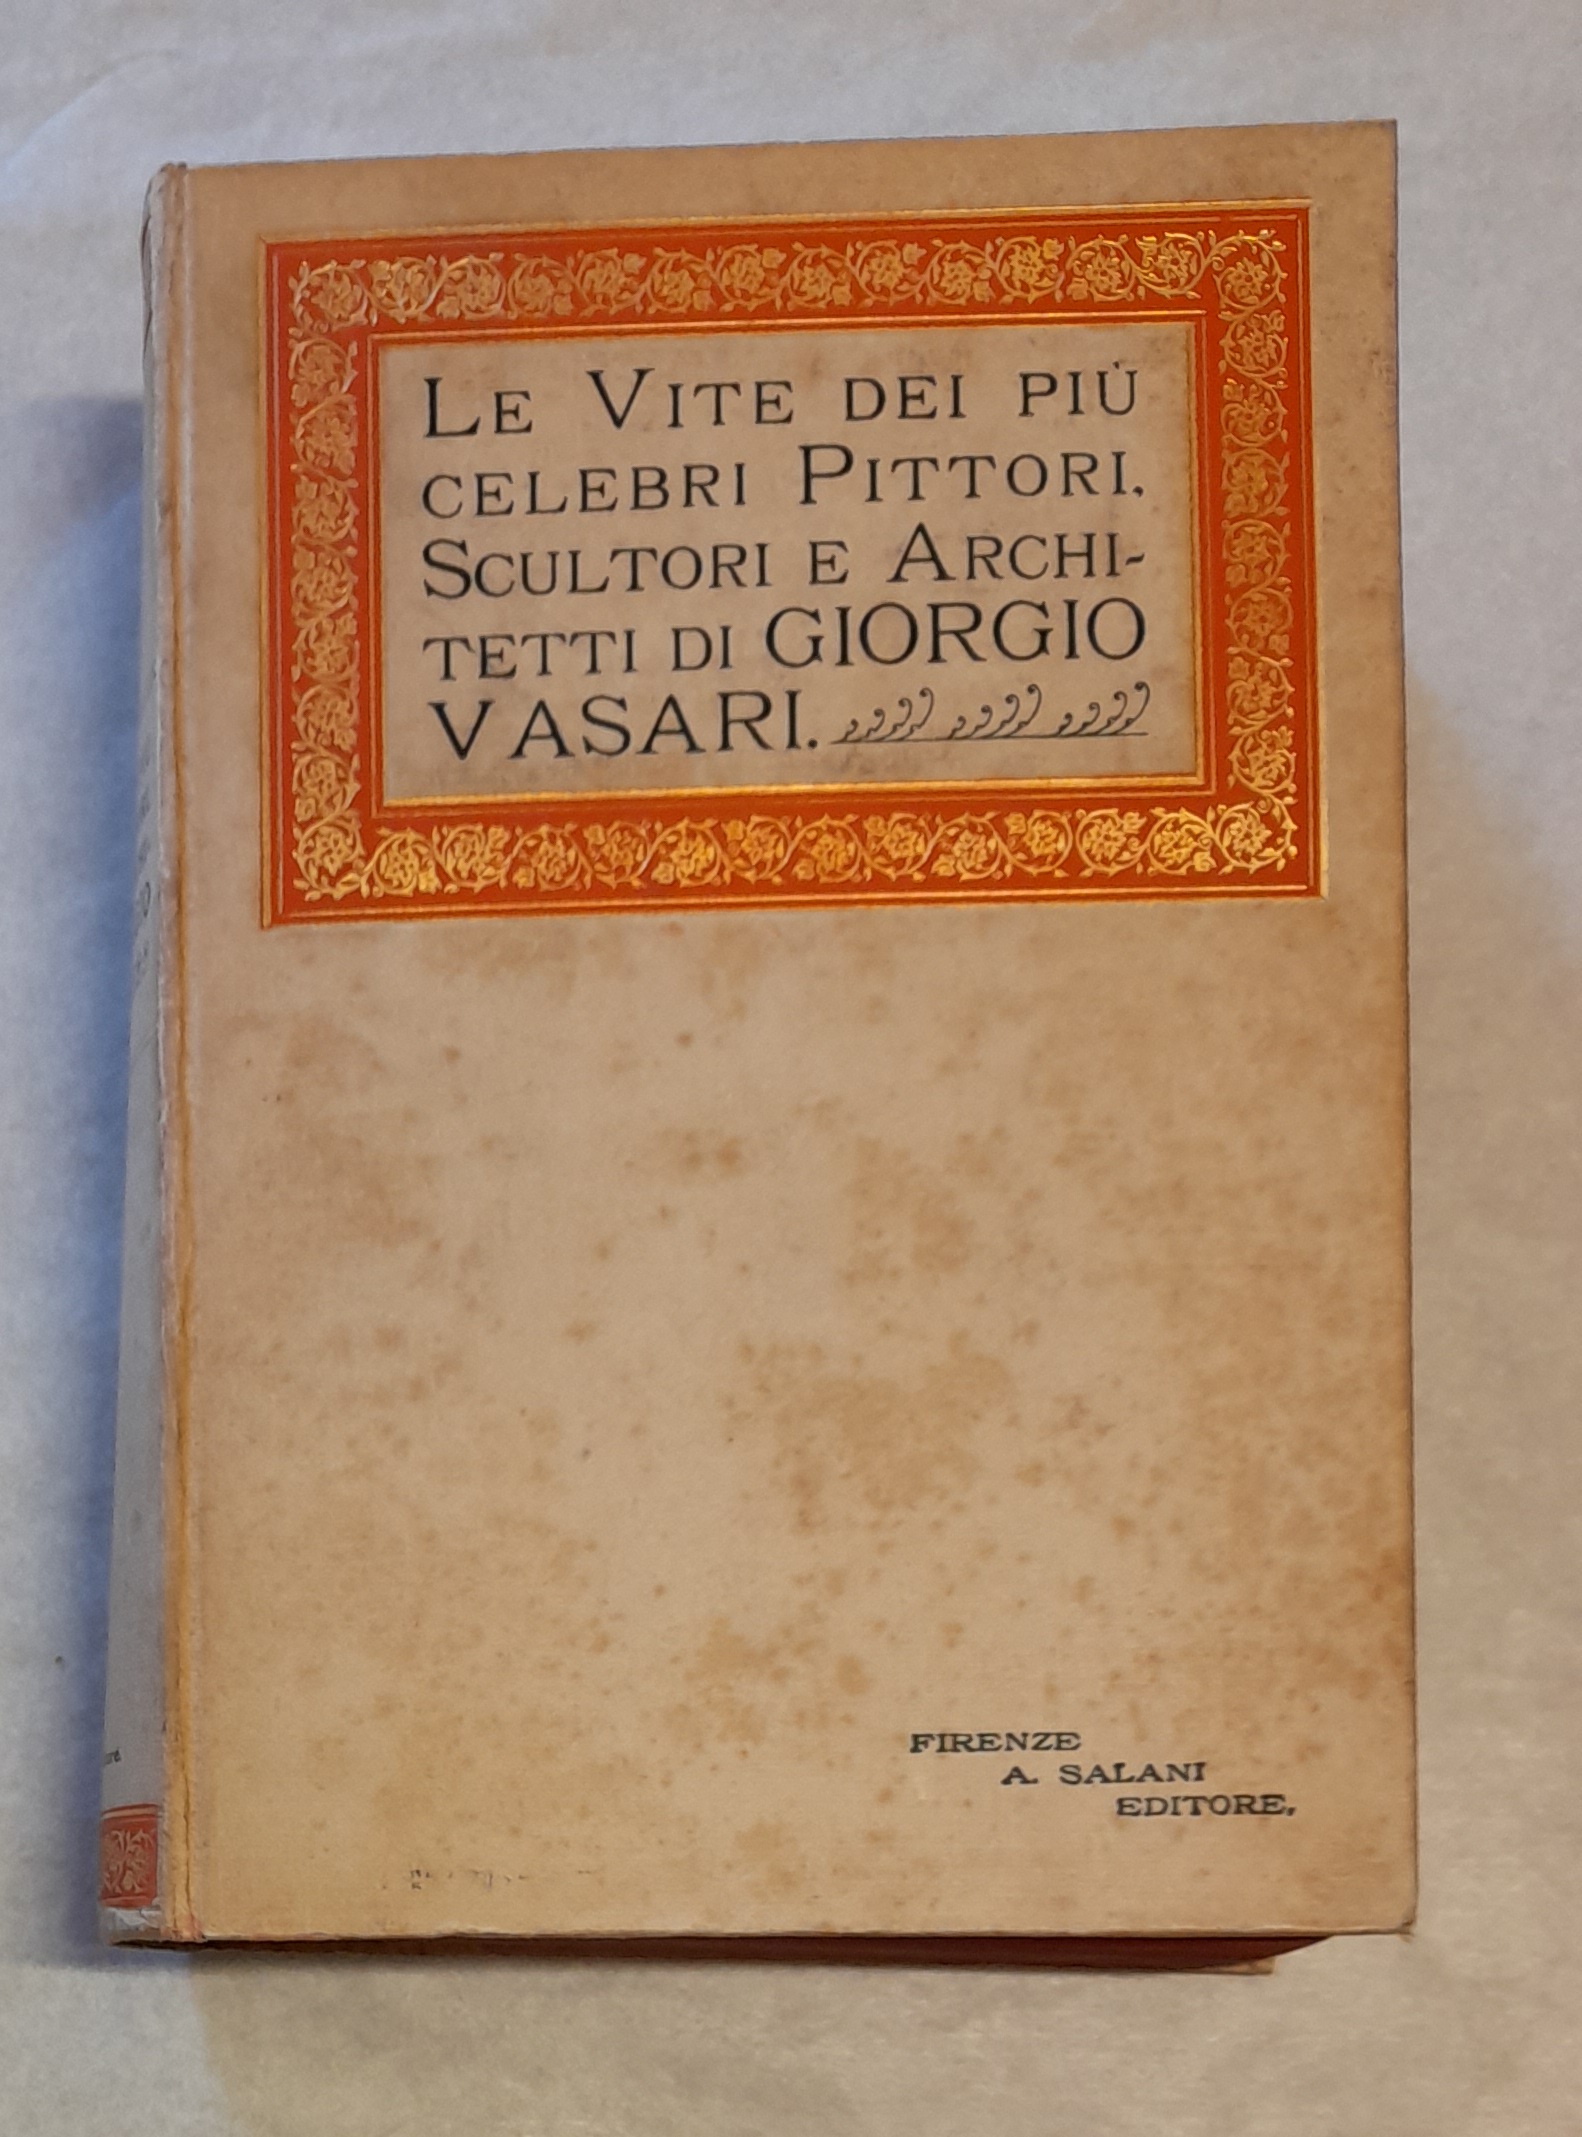 LE VITE DEI PIÙ
CELEBRI PITTORI,
SCULTORI E ARCHI-
TETTI DI GIORGIO
VASARI.
FIRENZE
A. SALANI
EDITORE,